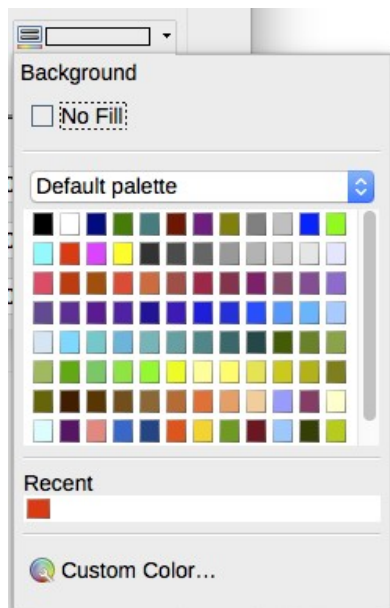 Background
No Fill
Default palette
Recent
Custom Color...